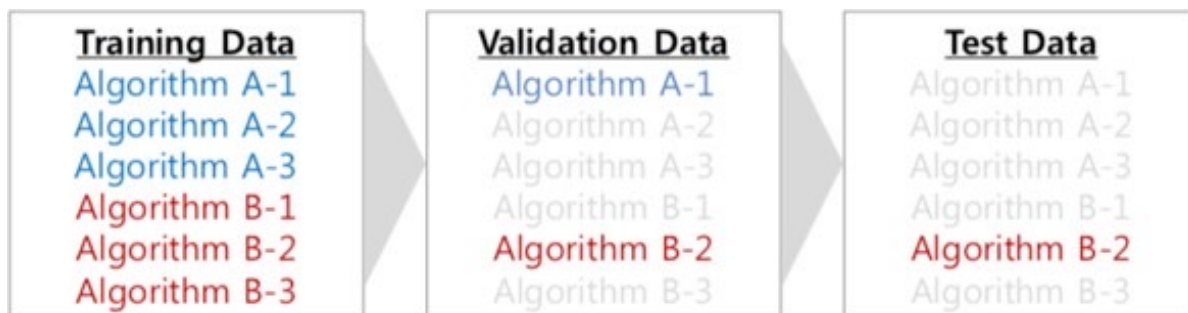 Training Data
Algorithm A-1
Algorithm A-2
Algorithm A-3
Algorithm B-1
Algorithm B-2
Algorithm B-3
Validation Data
Algorithm A-1
Algorithm A-2
Algorithm A-3
Algorithm B-1
Algorithm B-2
Algorithm B-3
Test Data
Algorithm A-1
Algorithm A-2
Algorithm A-3
Algorithm B-1
Algorithm B-2
Algorithm B-3